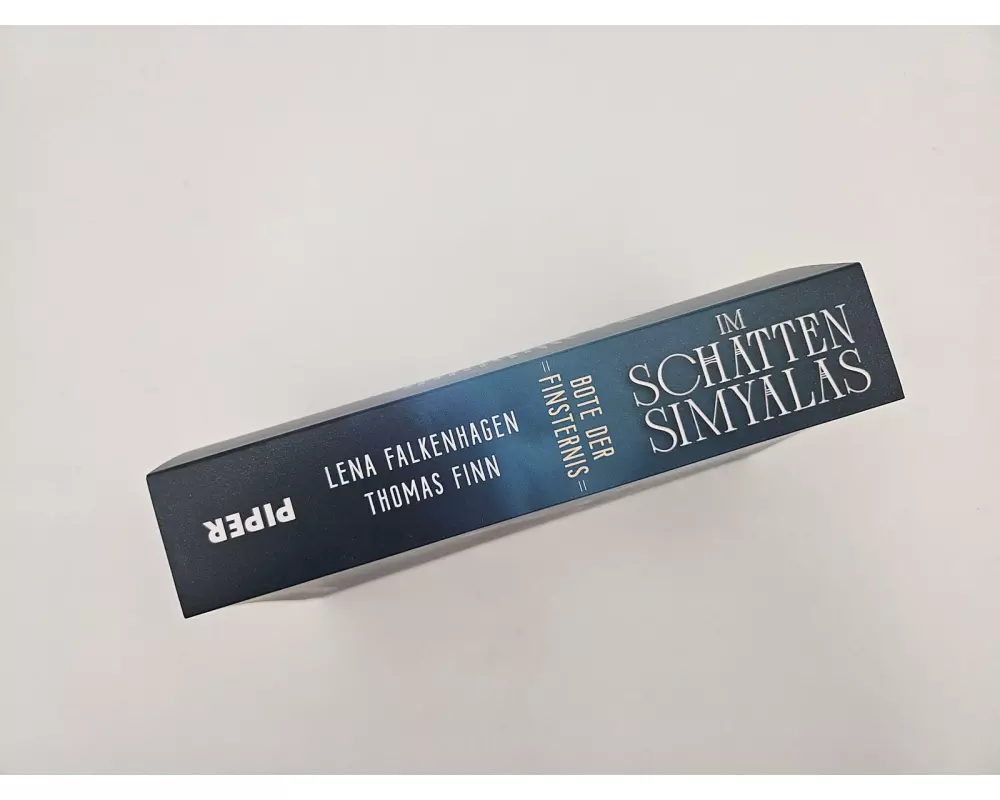 IM
SCHATTEN
SIMYALAS
BOTE DER
FINSTERNIS
LENA FALKENHAGEN
THOMAS FINN
PIPER